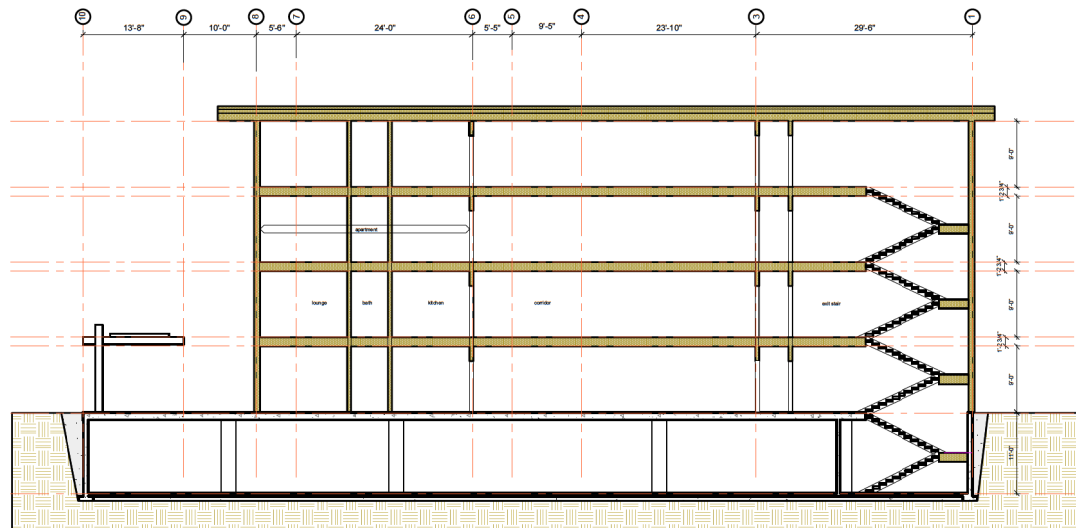 10 9 8 7 6 5 4 3 1
13'-8" 10'-0" 5'-6" 24'-0" 5'-5" 9'-5" 23'-10" 29'-6"
9'-0"
1'-2 3/4"
apartment
9'-0"
1'-2 3/4"
lounge bath kitchen corridor exit stair
9'-0"
1'-2 3/4"
9'-0"
11'-0"